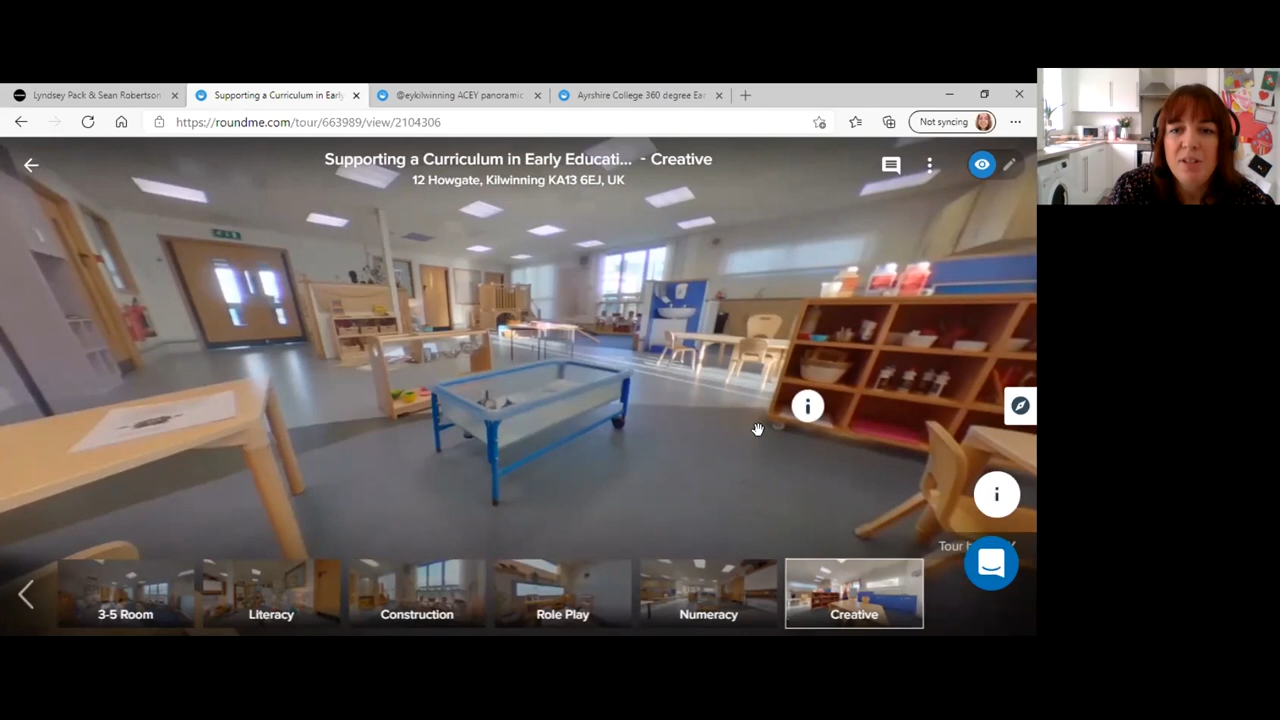 Lyndsey Pack & Sean Robertson
Supporting a Curriculum in Early
@eykilwinning ACEY panoramic
Ayrshire College 360 degree Ear
https://roundme.com/tour/663989/view/2104306
Not syncing
Supporting a Curriculum in Early Educati... - Creative
12 Howgate, Kilwinning KA13 6EJ, UK
Tour
3-5 Room
Literacy
Construction
Role Play
Numeracy
Creative